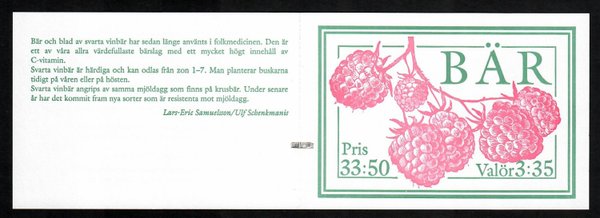 Bär och blad av svarta vinbär har sedan länge använts i folkmedicinen. Den är
ett av våra allra värdefullaste bärslag med ett mycket högt innehåll av
C-vitamin.
Svarta vinbär är härdiga och kan odlas från zon 1–7. Man planterar buskarna
tidigt på våren eller på hösten.
Svarta vinbär angrips av samma mjöldagg som finns på krusbär. Under senare
år har det kommit fram nya sorter som är resistenta mot mjöldagg.
Lars-Eric Samuelsson/Ulf Schenkmanis
BÄR
Pris
33:50
Valör 3:35